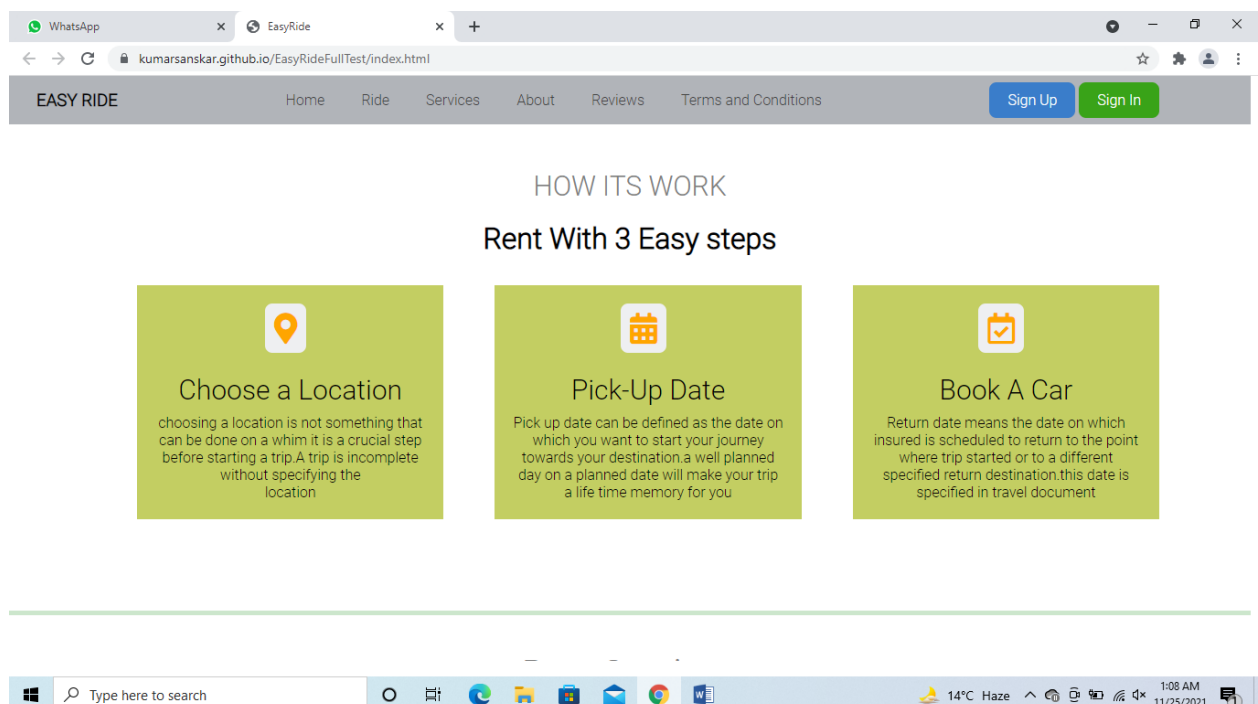 WhatsApp
EasyRide
kumarsanskar.github.io/EasyRideFullTest/index.html
EASY RIDE
Home
Ride
Services
About
Reviews
Terms and Conditions
Sign Up
Sign In
HOW ITS WORK
Rent With 3 Easy steps
Choose a Location
choosing a location is not something that
can be done on a whim it is a crucial step
before starting a trip.A trip is incomplete
without specifying the
location
Pick-Up Date
Pick up date can be defined as the date on
which you want to start your journey
towards your destination.a well planned
day on a planned date will make your trip
a life time memory for you
Book A Car
Return date means the date on which
insured is scheduled to return to the point
where trip started or to a different
specified return destination.this date is
specified in travel document
Type here to search
14°C Haze
1:08 AM
11/25/2021